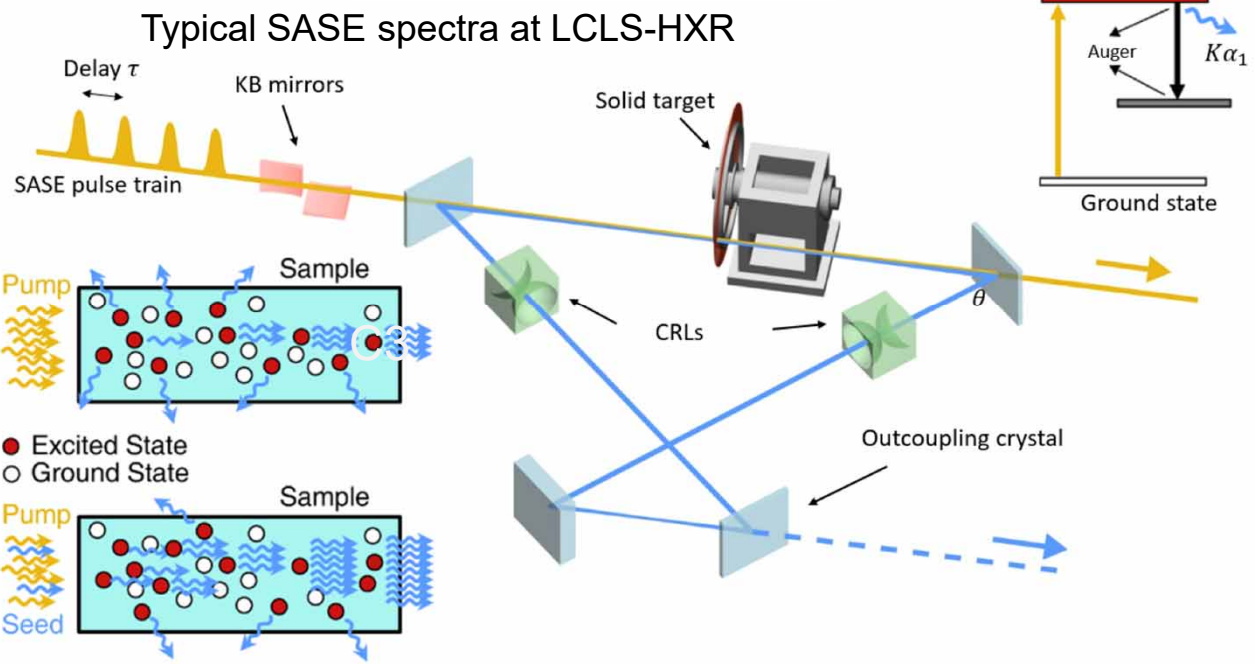 Typical SASE spectra at LCLS-HXR
Delay τ
KB mirrors
SASE pulse train
Solid target
Auger
Kα₁
Ground state
θ
CRLs
Outcoupling crystal
Sample
Pump
C3
Excited State
Ground State
Sample
Pump
Seed